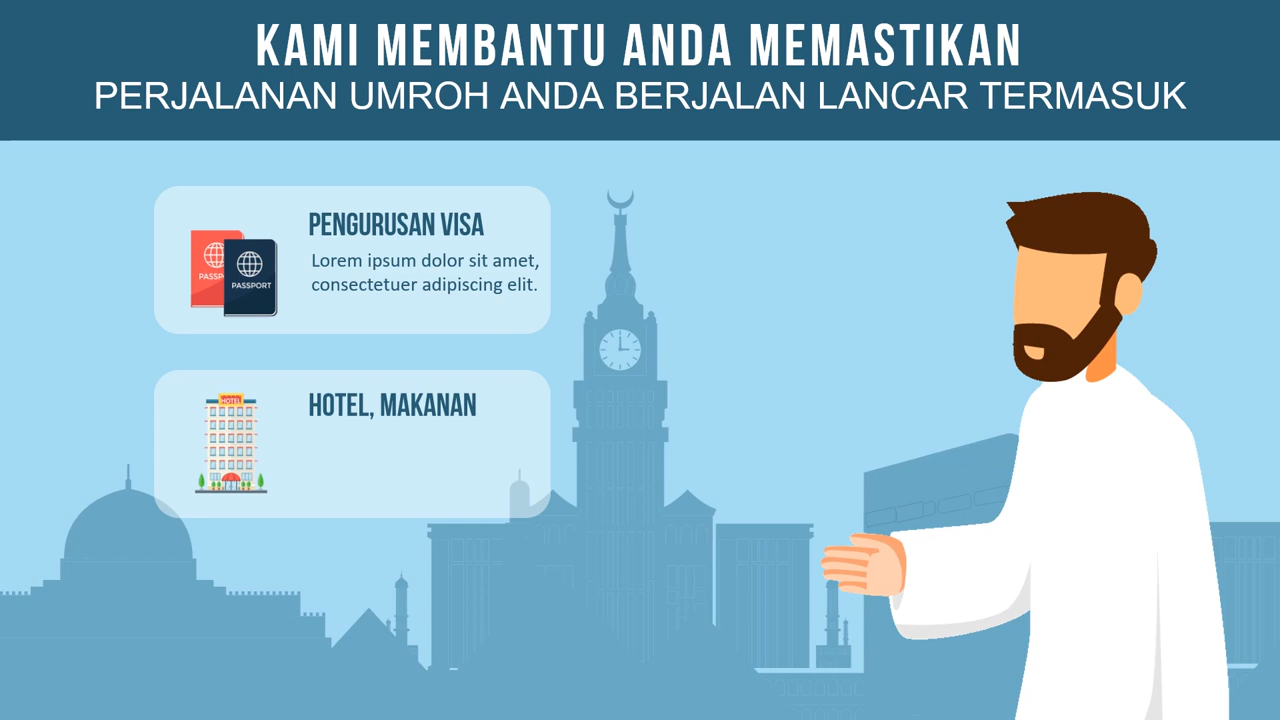 KAMI MEMBANTU ANDA MEMASTIKAN
PERJALANAN UMROH ANDA BERJALAN LANCAR TERMASUK
PENGURUSAN VISA
Lorem ipsum dolor sit amet,
consectetuer adipiscing elit.
PASSP
PASSPORT
HOTEL
HOTEL, MAKANAN